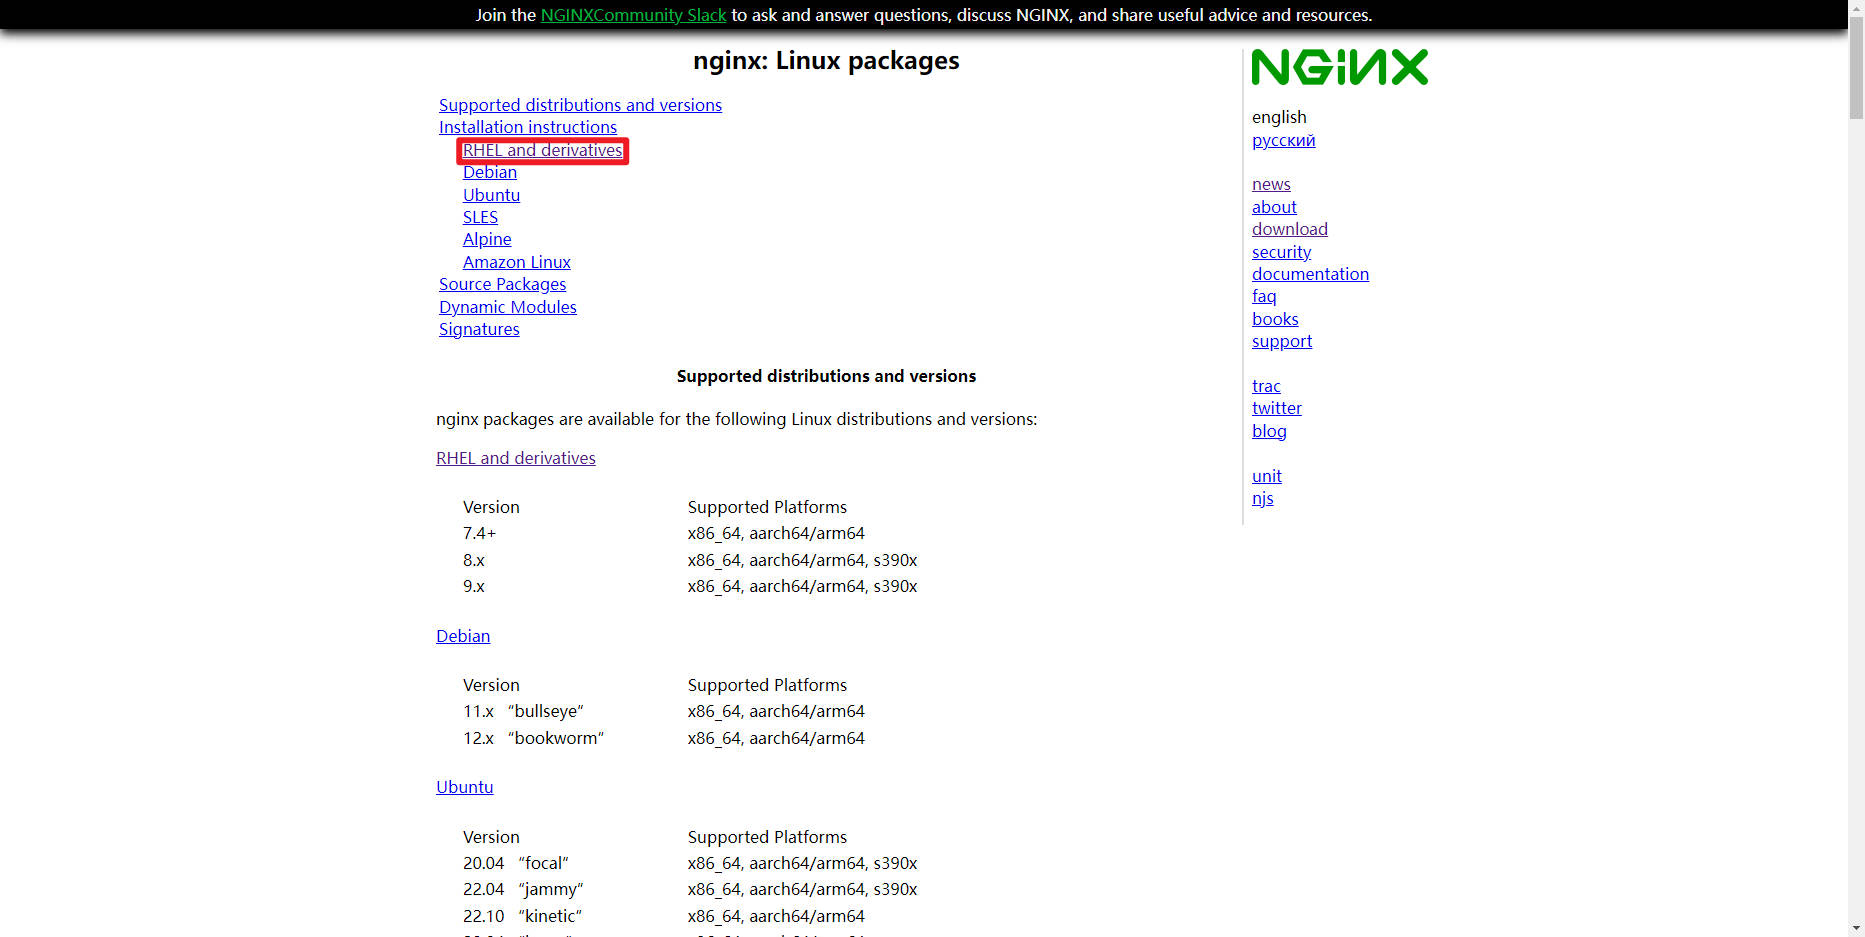 Join the NGINXCommunity Slack to ask and answer questions, discuss NGINX, and share useful advice and resources.
nginx: Linux packages
Supported distributions and versions
Installation instructions
RHEL and derivatives
Debian
Ubuntu
SLES
Alpine
Amazon Linux
Source Packages
Dynamic Modules
Signatures
Supported distributions and versions
nginx packages are available for the following Linux distributions and versions:
RHEL and derivatives
Version Supported Platforms
7.4+ x86_64, aarch64/arm64
8.x x86_64, aarch64/arm64, s390x
9.x x86_64, aarch64/arm64, s390x
Debian
Version Supported Platforms
11.x “bullseye” x86_64, aarch64/arm64
12.x “bookworm” x86_64, aarch64/arm64
Ubuntu
Version Supported Platforms
20.04 “focal” x86_64, aarch64/arm64, s390x
22.04 “jammy” x86_64, aarch64/arm64, s390x
22.10 “kinetic” x86_64, aarch64/arm64
NGINX
english
русский
news
about
download
security
documentation
faq
books
support
trac
twitter
blog
unit
njs